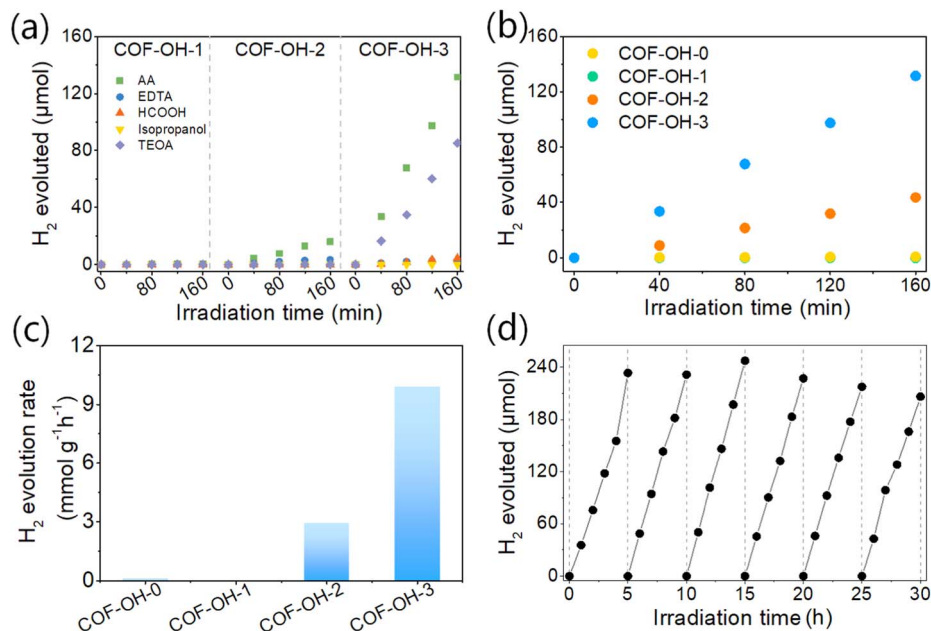 (a)
H₂ evoluted (μmol)
160
120
80
40
0
COF-OH-1 COF-OH-2 COF-OH-3
AA
EDTA
HCOOH
Isopropanol
TEOA
0 80 160 0 80 160 0 80 160
Irradiation time (min)
(b)
H₂ evoluted (μmol)
160
120
80
40
0
COF-OH-0
COF-OH-1
COF-OH-2
COF-OH-3
0 40 80 120 160
Irradiation time (min)
(c)
H₂ evolution rate
(mmol g⁻¹h⁻¹)
12
9
6
3
0
COF-OH-0 COF-OH-1 COF-OH-2 COF-OH-3
(d)
H₂ evoluted (μmol)
240
180
120
60
0
0 5 10 15 20 25 30
Irradiation time (h)